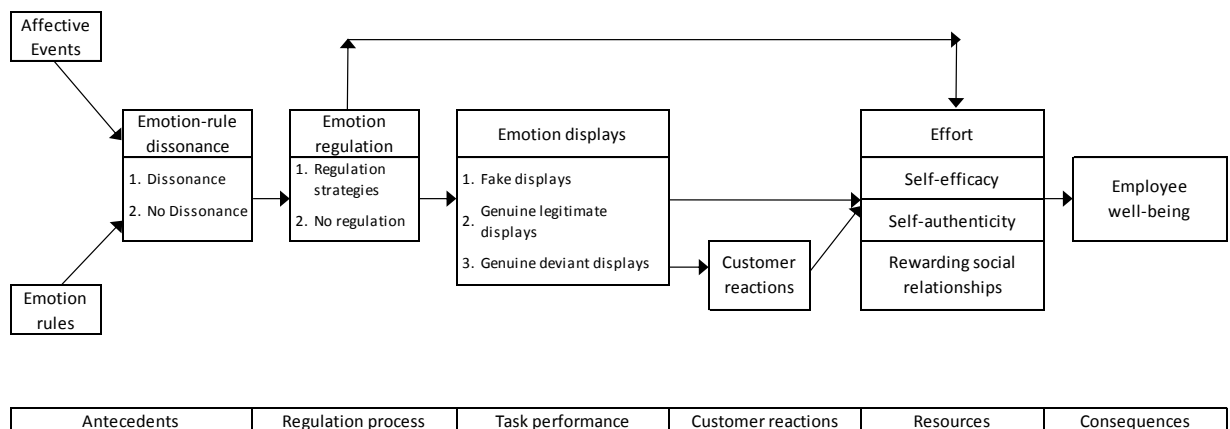 Affective
Events
Emotion-rule
dissonance
1. Dissonance
2. No Dissonance
Emotion
rules
Emotion
regulation
1. Regulation
strategies
2. No regulation
Emotion displays
1. Fake displays
2. Genuine legitimate
displays
3. Genuine deviant displays
Customer
reactions
Effort
Self-efficacy
Self-authenticity
Rewarding social
relationships
Employee
well-being
Antecedents
Regulation process
Task performance
Customer reactions
Resources
Consequences